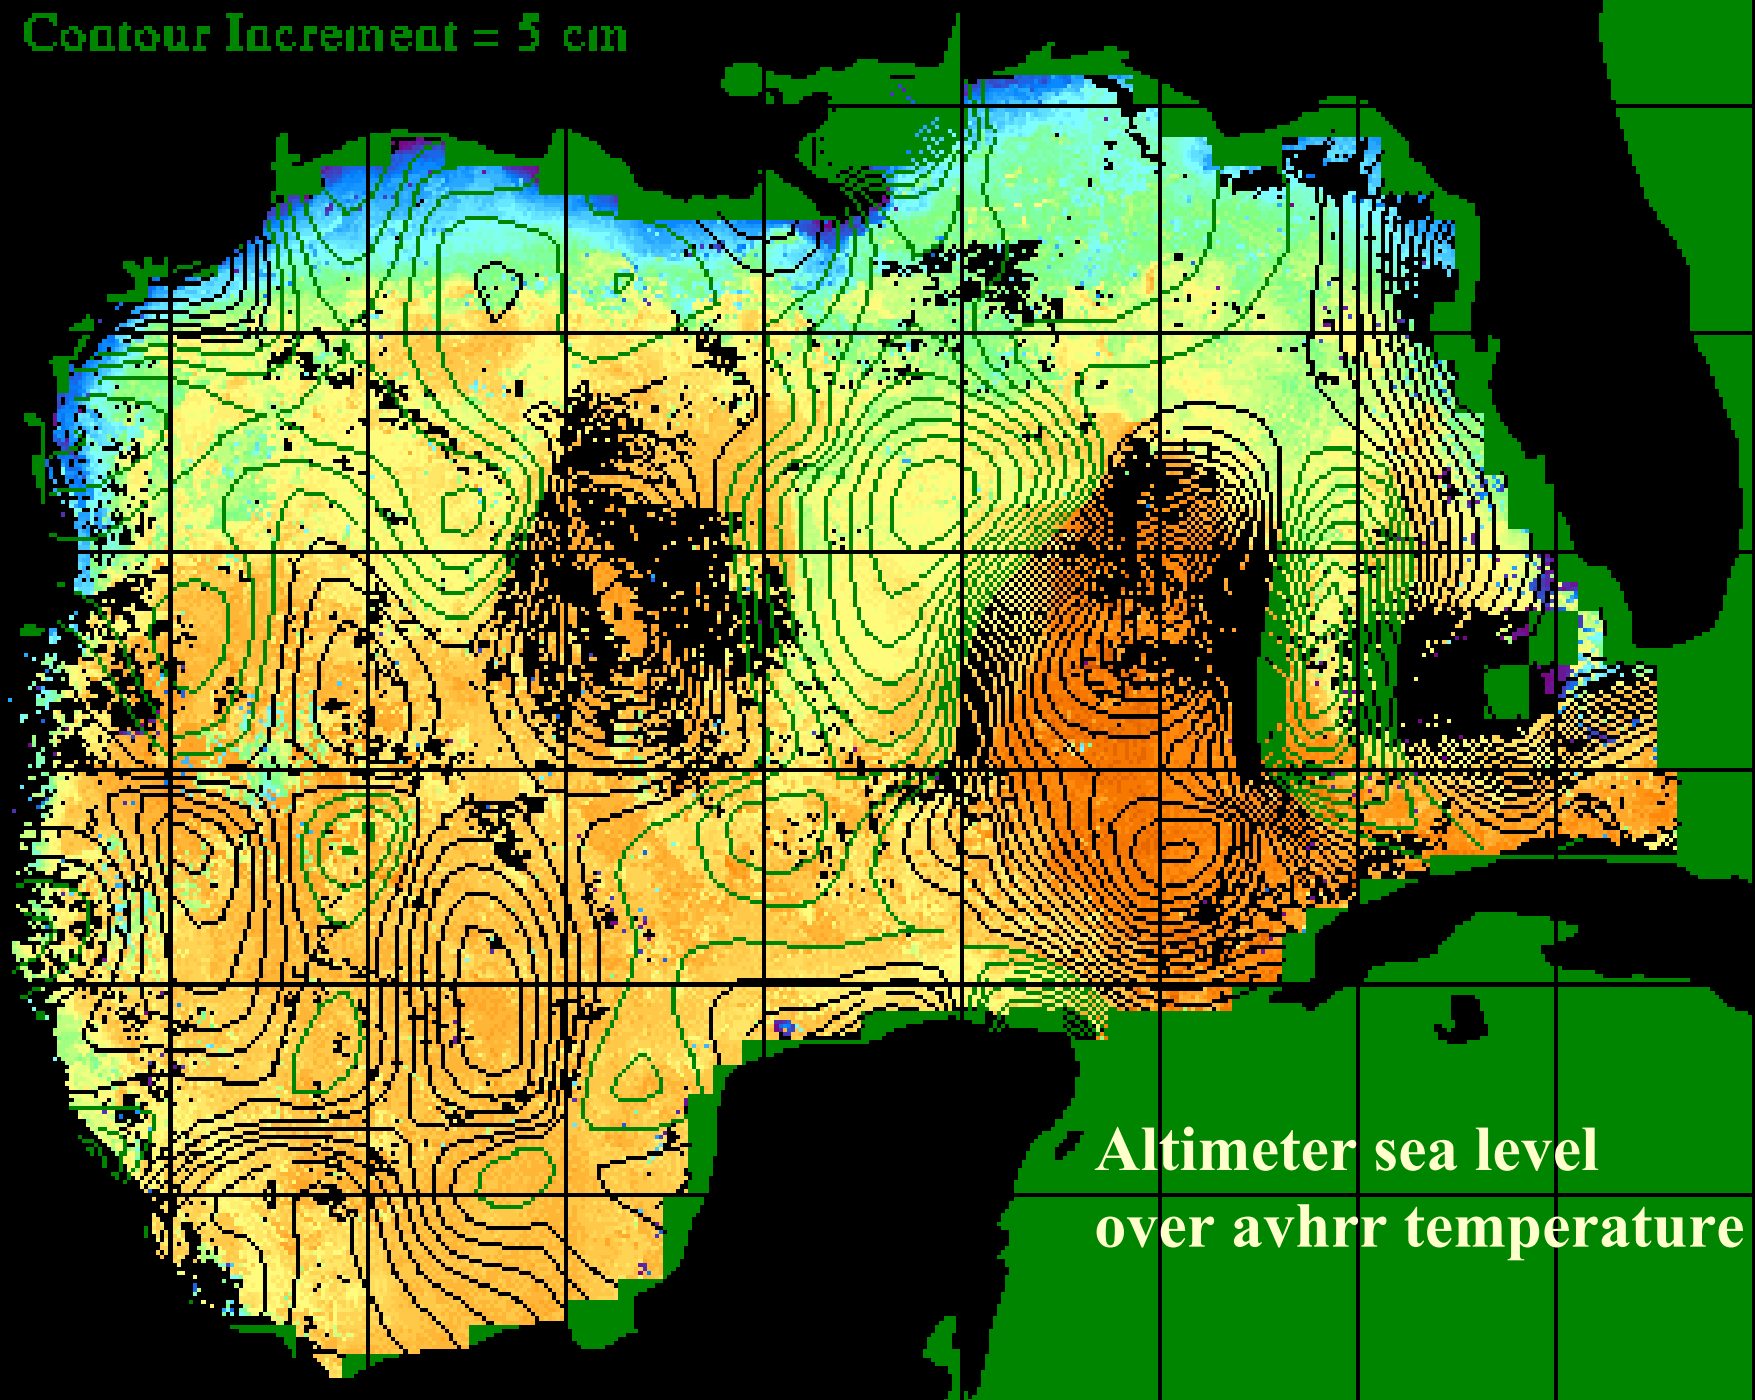 Contour Increment = 5 cm
Altimeter sea level
over avhrr temperature